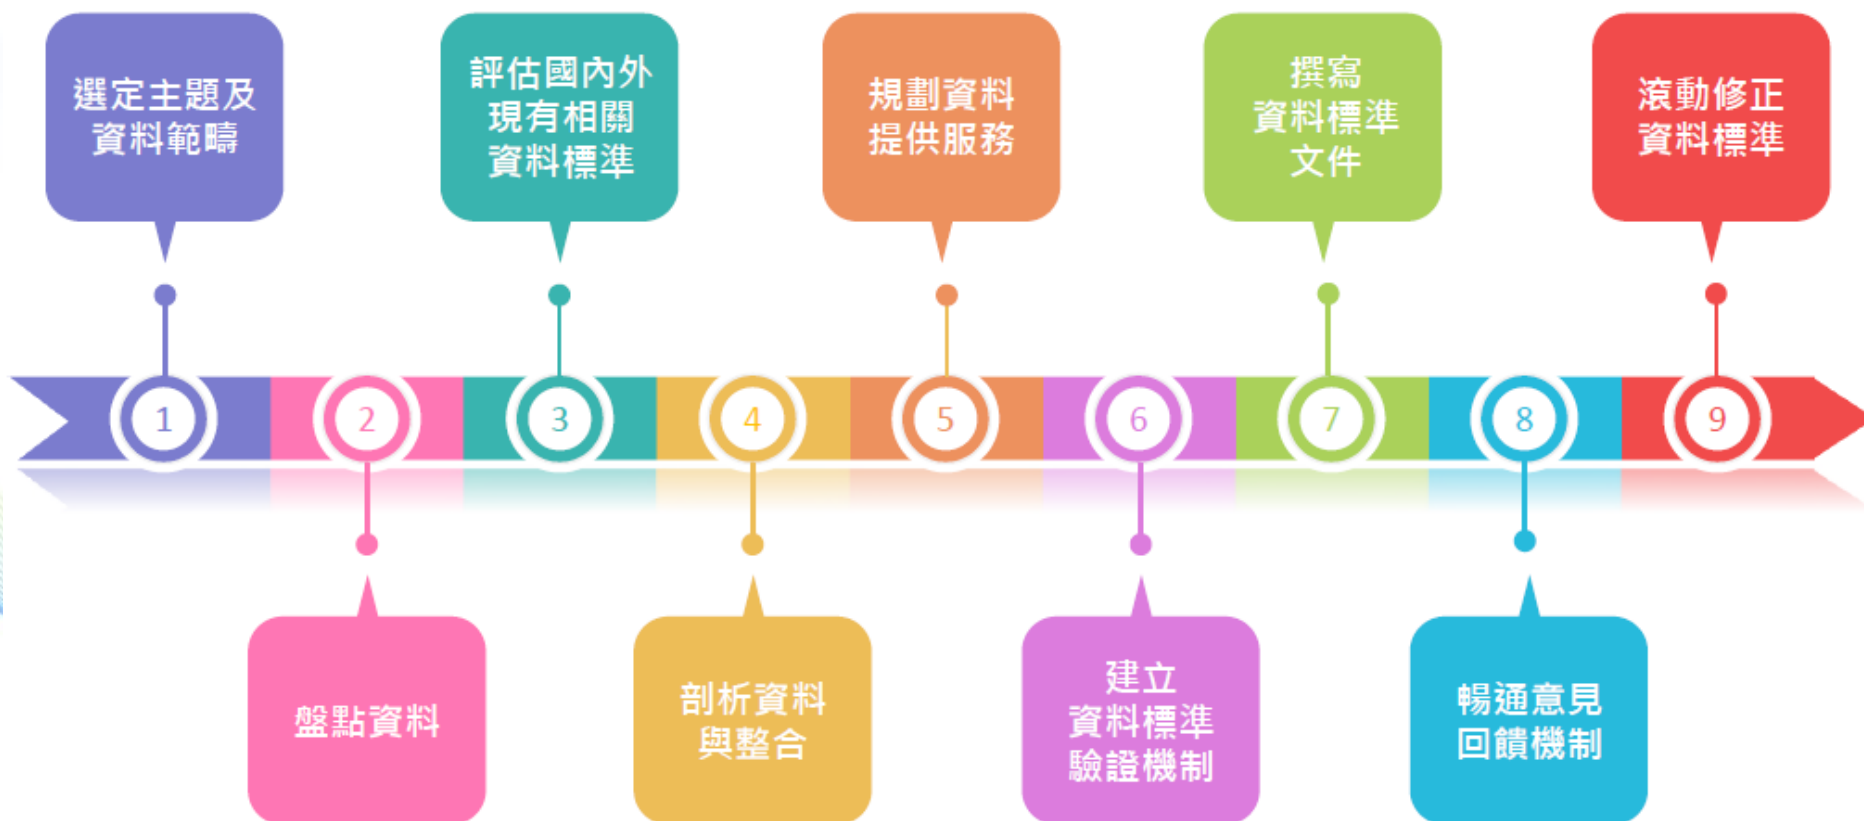 選定主題及
資料範疇
評估國內外
現有相關
資料標準
規劃資料
提供服務
撰寫
資料標準
文件
滾動修正
資料標準
1
2
3
4
5
6
7
8
9
盤點資料
剖析資料
與整合
建立
資料標準
驗證機制
暢通意見
回饋機制